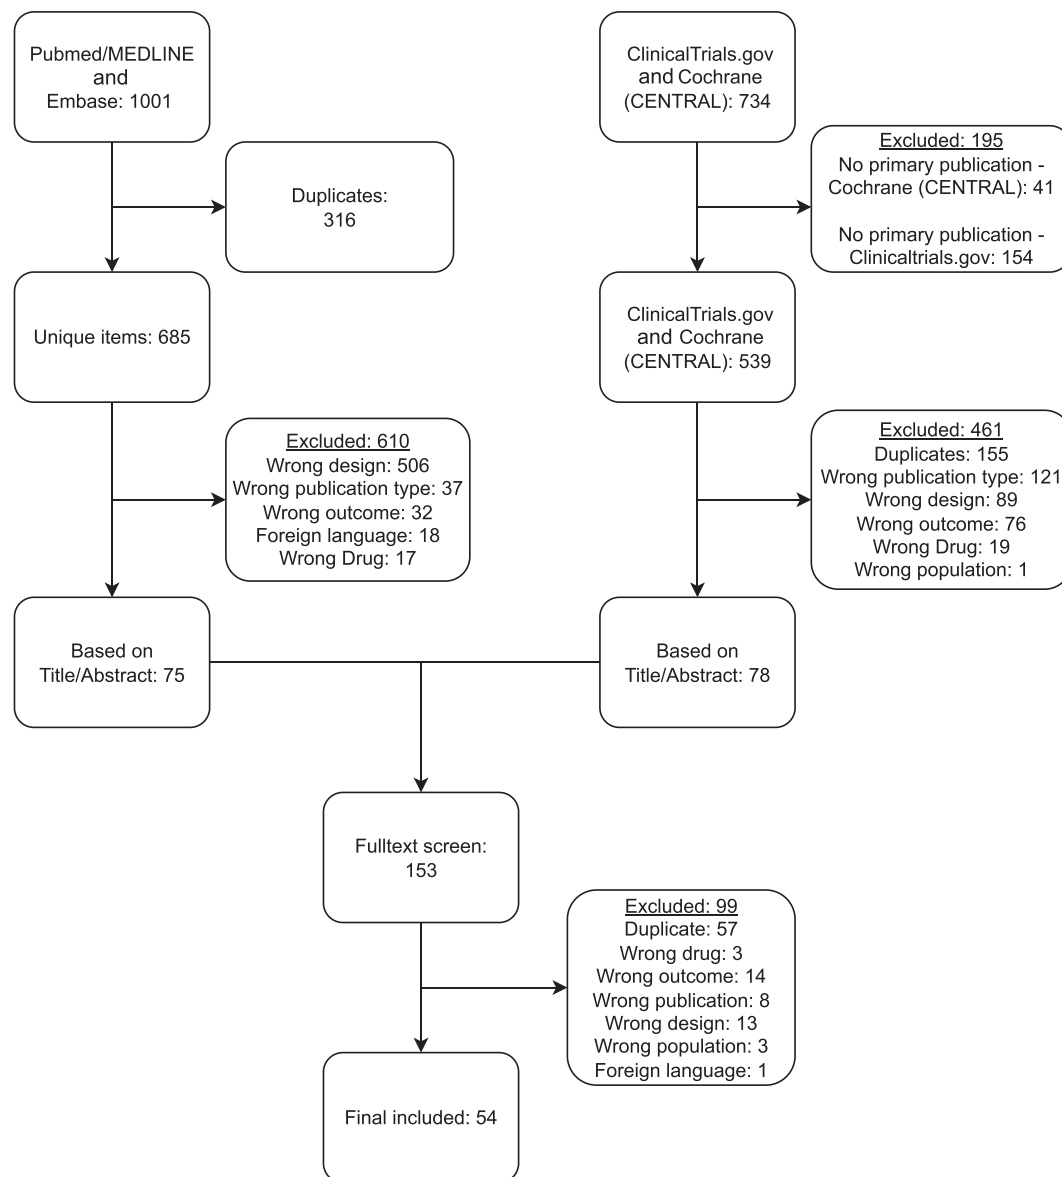 Pubmed/MEDLINE
and
Embase: 1001
ClinicalTrials.gov
and Cochrane
(CENTRAL): 734
Excluded: 195
No primary publication -
Cochrane (CENTRAL): 41
No primary publication -
Clinicaltrials.gov: 154
Duplicates:
316
Unique items: 685
ClinicalTrials.gov
and Cochrane
(CENTRAL): 539
Excluded: 610
Wrong design: 506
Wrong publication type: 37
Wrong outcome: 32
Foreign language: 18
Wrong Drug: 17
Excluded: 461
Duplicates: 155
Wrong publication type: 121
Wrong design: 89
Wrong outcome: 76
Wrong Drug: 19
Wrong population: 1
Based on
Title/Abstract: 75
Based on
Title/Abstract: 78
Fulltext screen:
153
Excluded: 99
Duplicate: 57
Wrong drug: 3
Wrong outcome: 14
Wrong publication: 8
Wrong design: 13
Wrong population: 3
Foreign language: 1
Final included: 54